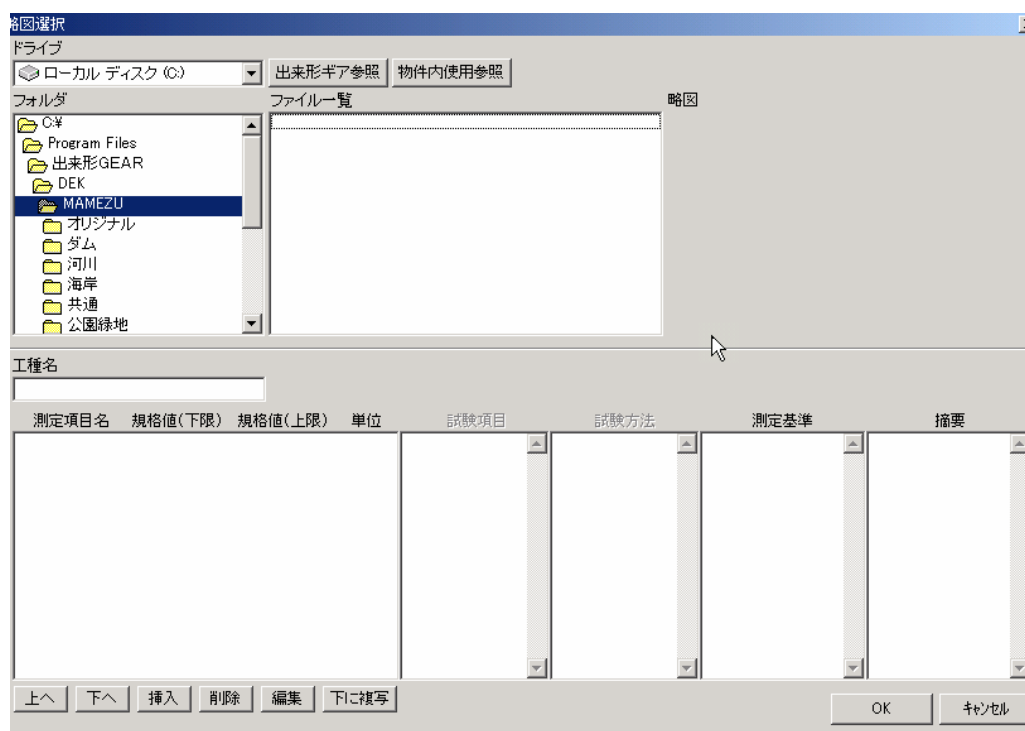 略図選択
ドライブ
ローカル ディスク (C:)
出来形ギア参照
物件内使用参照
フォルダ
ファイル一覧
略図
C:¥
Program Files
出来形GEAR
DEK
MAMEZU
オリジナル
ダム
河川
海岸
共通
公園緑地
工種名
測定項目名 規格値(下限) 規格値(上限) 単位 試験項目 試験方法 測定基準 摘要
上へ 下へ 挿入 削除 編集 下に複写
OK キャンセル